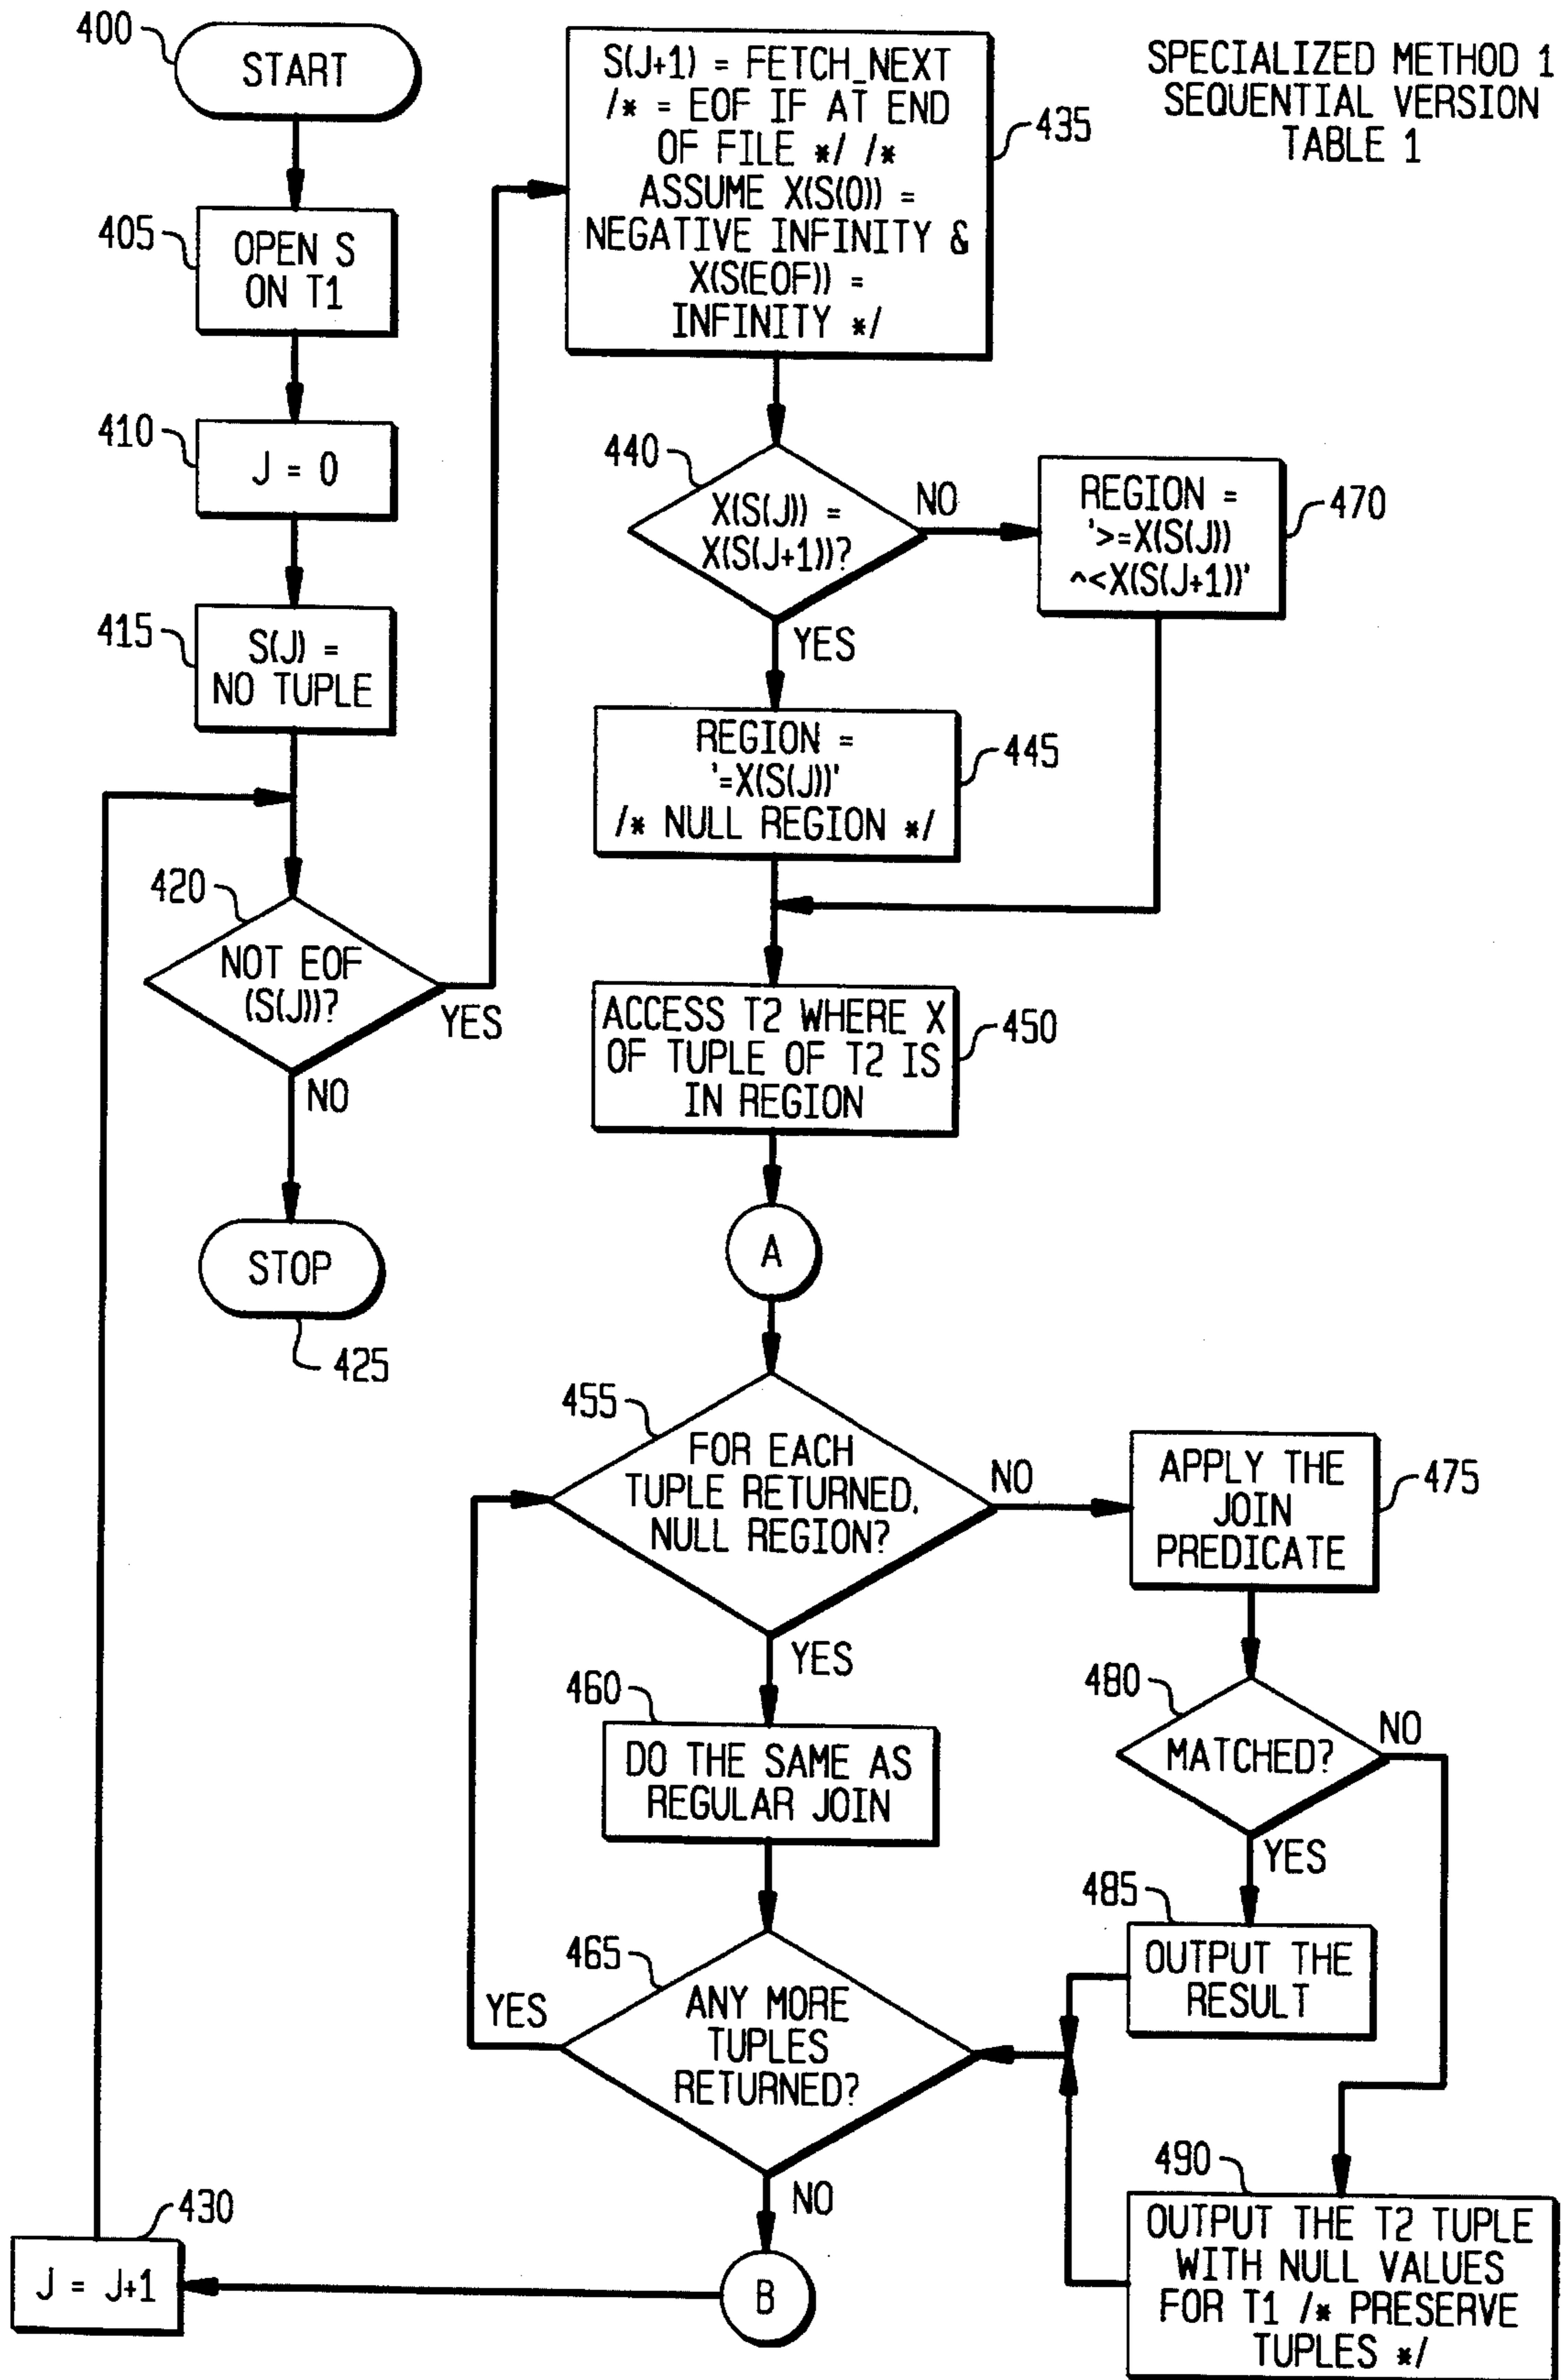 SPECIALIZED METHOD 1
SEQUENTIAL VERSION
TABLE 1
400
START
405
OPEN S
ON T1
410
J = 0
415
S(J) =
NO TUPLE
420
NOT EOF
(S(J))?
YES
NO
STOP
425
S(J+1) = FETCH_NEXT
/* = EOF IF AT END
OF FILE */ /*
ASSUME X(S(0)) =
NEGATIVE INFINITY &
X(S(EOF)) =
INFINITY */
435
440
X(S(J)) =
X(S(J+1))?
NO
YES
REGION =
'>=X(S(J))
^<X(S(J+1))'
470
REGION =
'=X(S(J))'
/* NULL REGION */
445
ACCESS T2 WHERE X
OF TUPLE OF T2 IS
IN REGION
450
A
455
FOR EACH
TUPLE RETURNED,
NULL REGION?
NO
YES
APPLY THE
JOIN
PREDICATE
475
460
DO THE SAME AS
REGULAR JOIN
480
MATCHED?
NO
YES
485
OUTPUT THE
RESULT
465
ANY MORE
TUPLES
RETURNED?
YES
NO
490
OUTPUT THE T2 TUPLE
WITH NULL VALUES
FOR T1 /* PRESERVE
TUPLES */
B
430
J = J+1